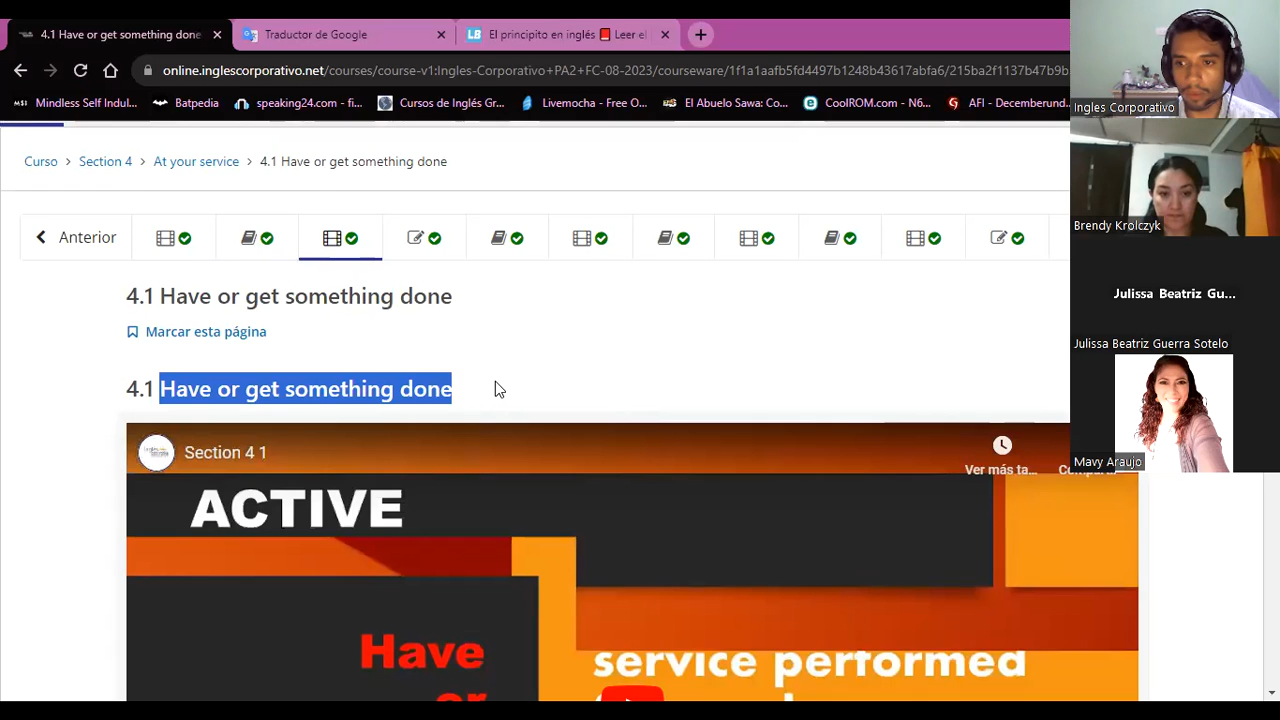 4.1 Have or get something done
Traductor de Google
El principito en inglés 📕 Leer el
online.inglescorporativo.net/courses/course-v1:Ingles-Corporativo+PA2+FC-08-2023/courseware/1f1a1aafb5fd4497b1248b43617abfa6/215ba2f1137b47b9b
Mindless Self Indul...
Batpedia
speaking24.com - fi...
Cursos de Inglés Gr...
Livemocha - Free O...
El Abuelo Sawa: Co...
CoolROM.com - N6...
AFI - Decemberund...
Curso > Section 4 > At your service > 4.1 Have or get something done
Anterior
4.1 Have or get something done
Marcar esta página
4.1 Have or get something done
Section 4 1
Ver más ta...
ACTIVE
Have
or
service performed
Ingles Corporativo
Brendy Krolczyk
Julissa Beatriz Gu...
Julissa Beatriz Guerra Sotelo
Mavy Araujo